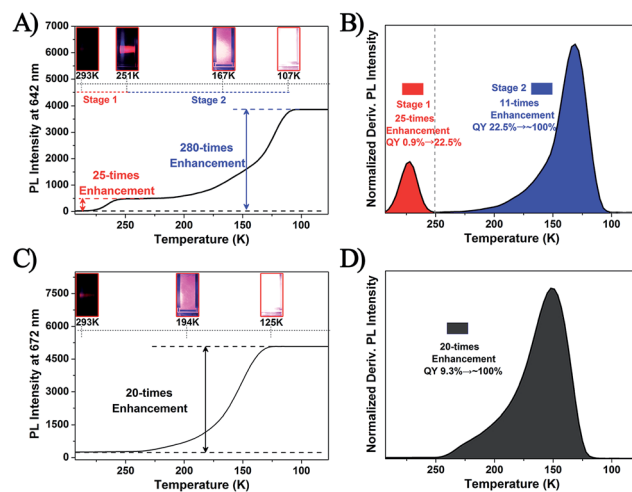 A)
293K
251K
167K
107K
Stage 1
Stage 2
PL Intensity at 642 nm
7000
6000
5000
4000
3000
2000
1000
0
280-times
Enhancement
25-times
Enhancement
250
200
150
100
Temperature (K)
B)
Normalized Deriv. PL Intensity
Stage 1
25-times
Enhancement
QY 0.9%→22.5%
Stage 2
11-times
Enhancement
QY 22.5%→~100%
250
200
150
100
Temperature (K)
C)
293K
194K
125K
PL Intensity at 672 nm
7500
6000
4500
3000
1500
0
20-times
Enhancement
250
200
150
100
Temperature (K)
D)
Normalized Deriv. PL Intensity
20-times
Enhancement
QY 9.3%→~100%
250
200
150
100
Temperature (K)